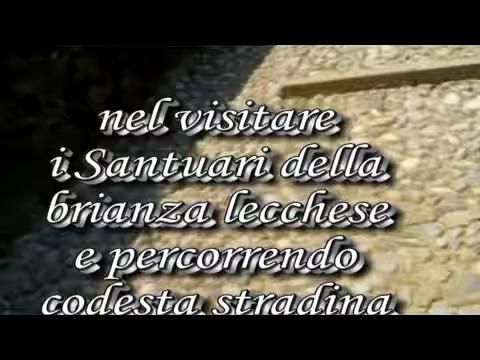 nel visitare
i Santuari della
brianza lecchese
e percorrendo
codesta stradina